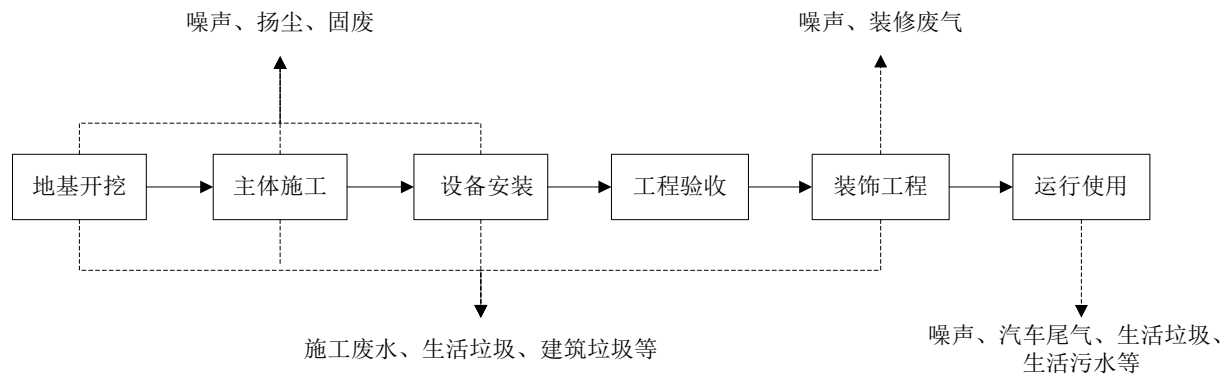 噪声、扬尘、固废
噪声、装修废气
地基开挖
主体施工
设备安装
工程验收
装饰工程
运行使用
施工废水、生活垃圾、建筑垃圾等
噪声、汽车尾气、生活垃圾、
生活污水等